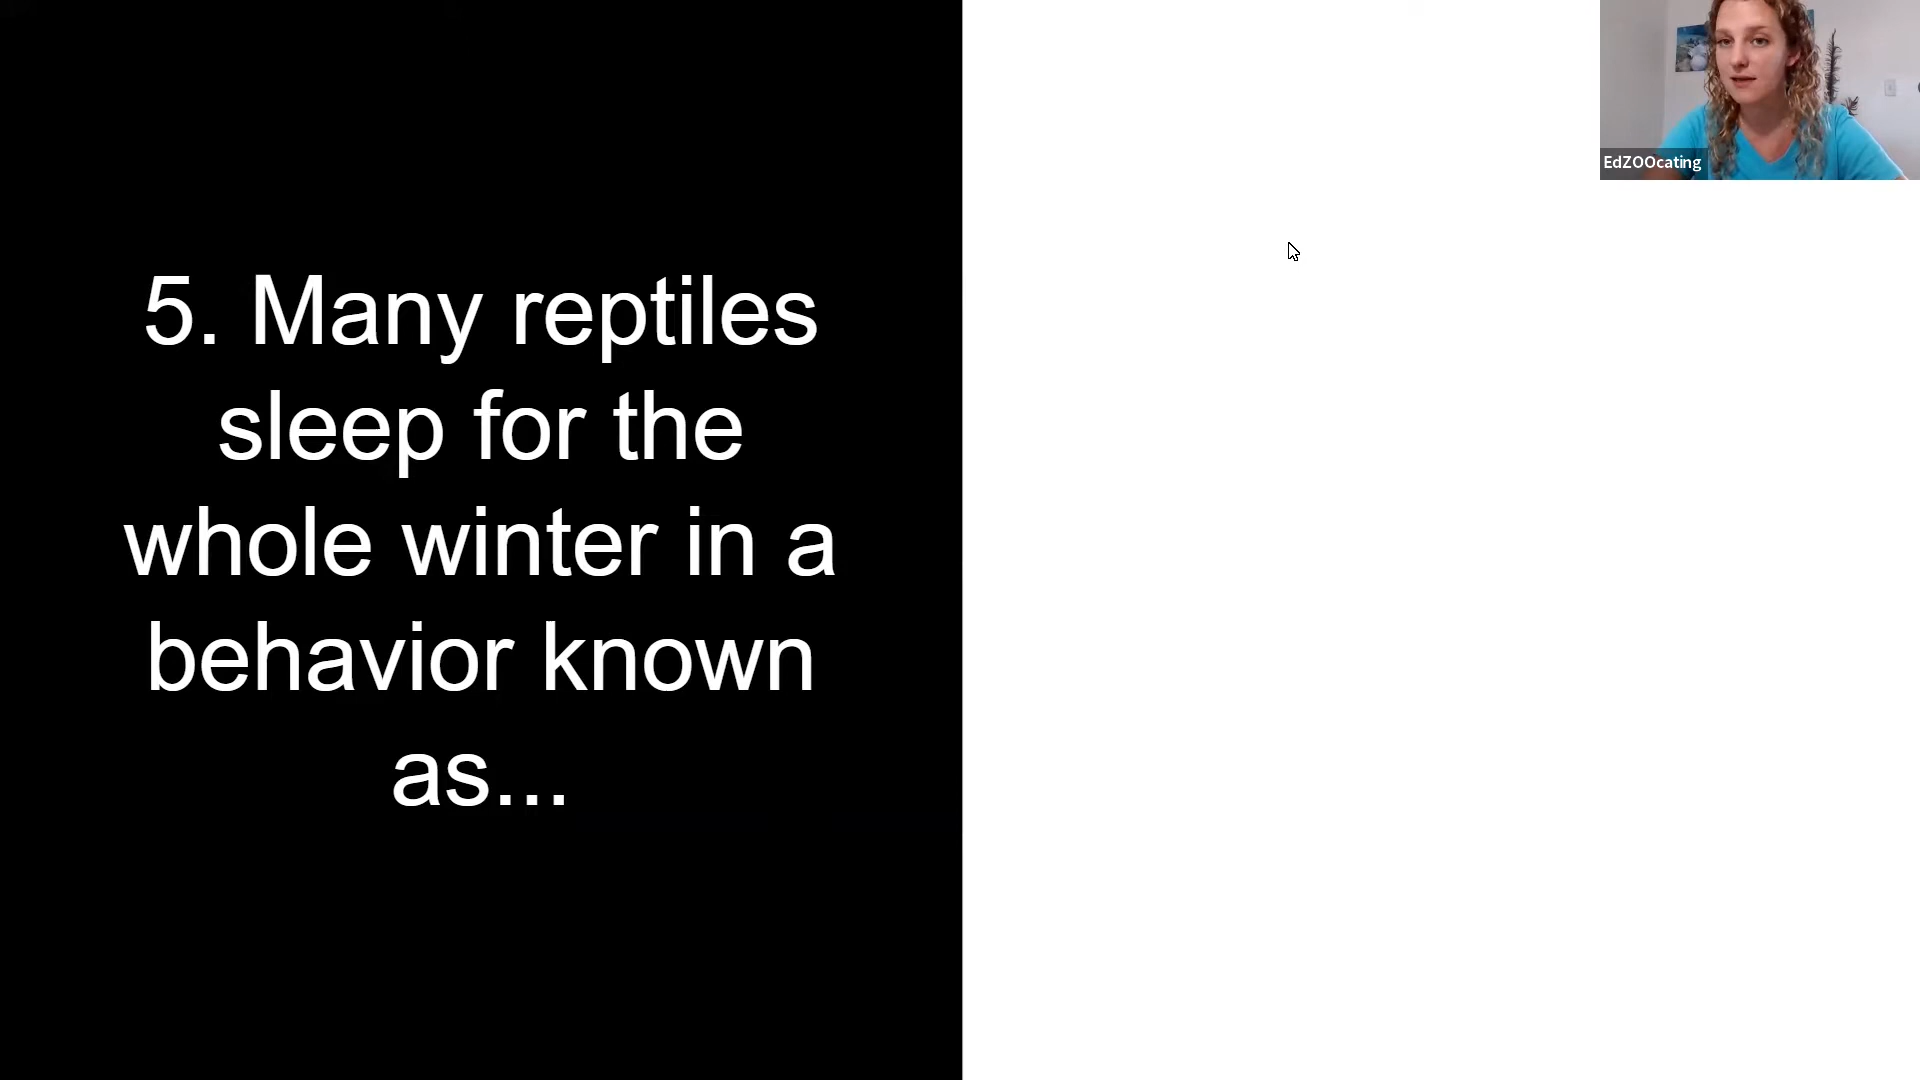 5. Many reptiles
sleep for the
whole winter in a
behavior known
as...
EdZOOcating